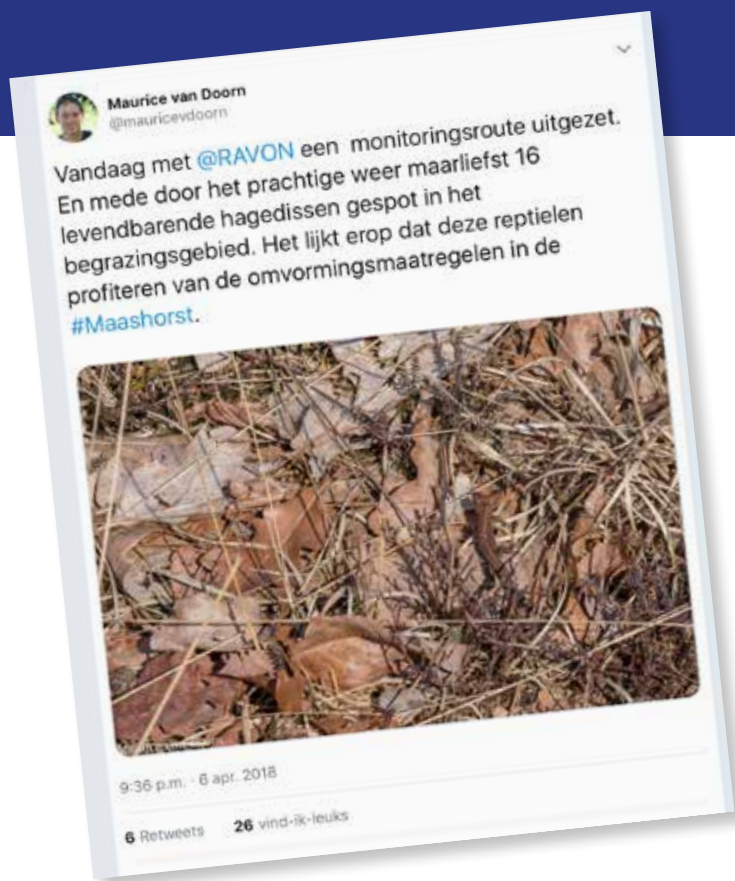 Maurice van Doorn
@mauricevdoorn
Vandaag met @RAVON een monitoringsroute uitgezet.
En mede door het prachtige weer maarliefst 16
levendbarende hagedissen gespot in het
begrazingsgebied. Het lijkt erop dat deze reptielen
profiteren van de omvormingsmaatregelen in de
#Maashorst.
9:36 p.m. · 6 apr. 2018
6 Retweets 26 vind-ik-leuks